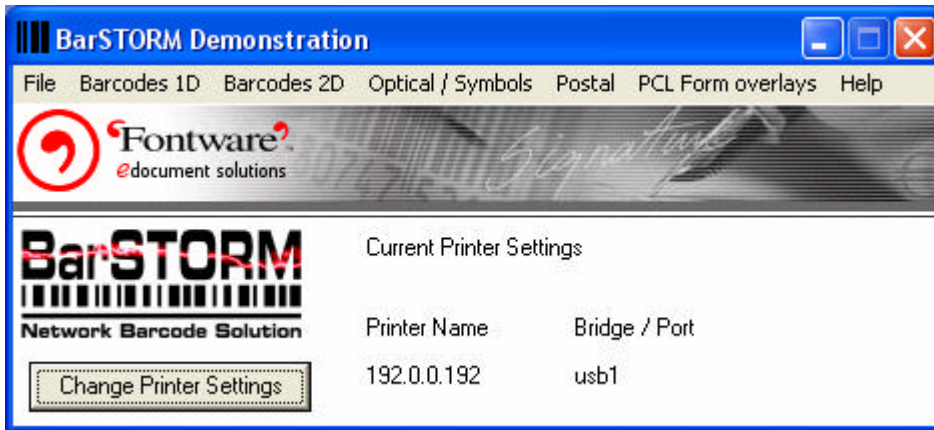 BarSTORM Demonstration
File Barcodes 1D Barcodes 2D Optical / Symbols Postal PCL Form overlays Help
Fontware
edocument solutions
Signature
BarSTORM
Network Barcode Solution
Change Printer Settings
Current Printer Settings
Printer Name Bridge / Port
192.0.0.192 usb1